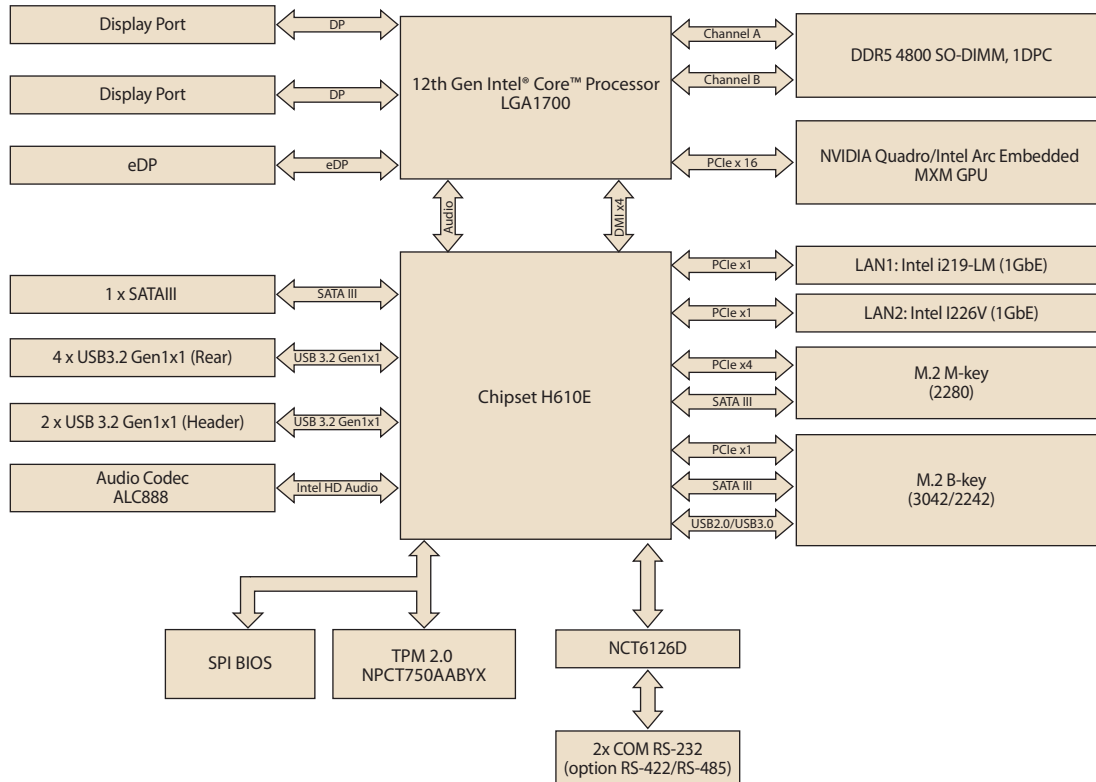 Display Port
DP
Display Port
DP
eDP
eDP
12th Gen Intel® Core™ Processor
LGA1700
Channel A
Channel B
DDR5 4800 SO-DIMM, 1DPC
PCIe x 16
NVIDIA Quadro/Intel Arc Embedded
MXM GPU
Audio
DMI x4
1 x SATAIII
SATA III
4 x USB3.2 Gen1x1 (Rear)
USB 3.2 Gen1x1
2 x USB 3.2 Gen1x1 (Header)
USB 3.2 Gen1x1
Audio Codec
ALC888
Intel HD Audio
Chipset H610E
PCIe x1
LAN1: Intel i219-LM (1GbE)
PCIe x1
LAN2: Intel I226V (1GbE)
PCIe x4
SATA III
M.2 M-key
(2280)
PCIe x1
SATA III
USB2.0/USB3.0
M.2 B-key
(3042/2242)
SPI BIOS
TPM 2.0
NPCT750AABYX
NCT6126D
2x COM RS-232
(option RS-422/RS-485)